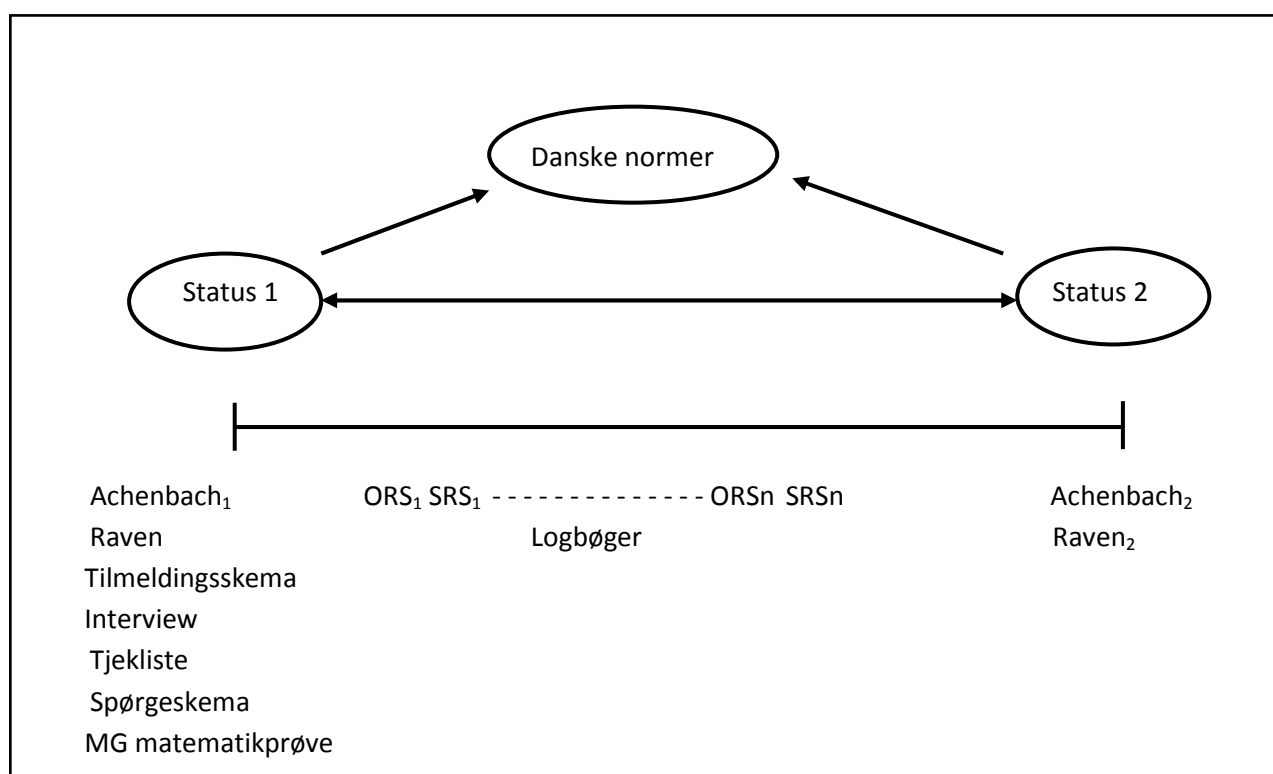 Danske normer
Status 1
Status 2
Achenbach₁ ORS₁ SRS₁ - - - - - - - - - - - - - - ORSn SRSn Achenbach₂
Raven Logbøger Raven₂
Tilmeldingsskema
Interview
Tjekliste
Spørgeskema
MG matematikprøve